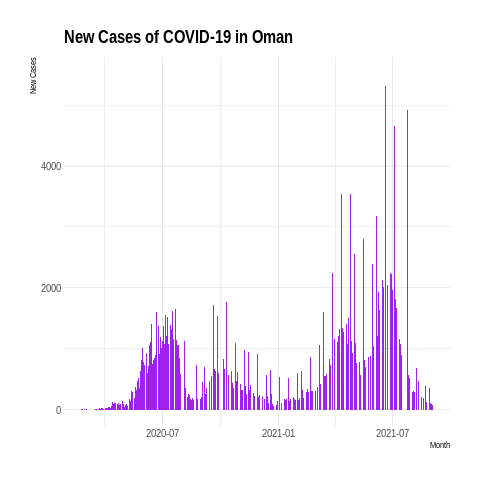 New Cases of COVID-19 in Oman
New Cases
4000
2000
0
2020-07 2021-01 2021-07
Month